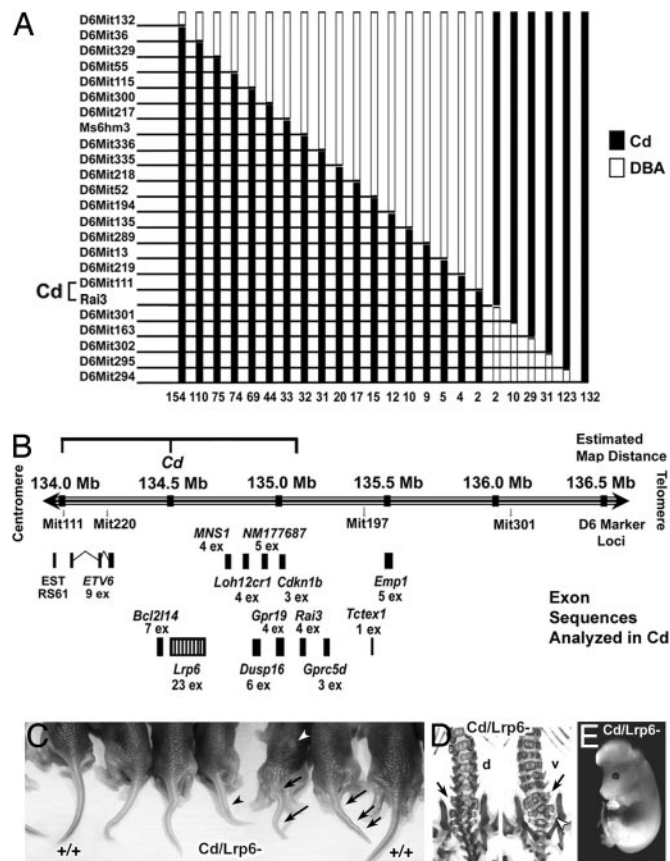 A
D6Mit132
D6Mit36
D6Mit329
D6Mit55
D6Mit115
D6Mit300
D6Mit217
Ms6hm3
D6Mit336
D6Mit335
D6Mit218
D6Mit52
D6Mit194
D6Mit135
D6Mit289
D6Mit13
D6Mit219
D6Mit111
Cd
Rai3
D6Mit301
D6Mit163
D6Mit302
D6Mit295
D6Mit294
Cd
DBA
154 110 75 74 69 44 33 32 31 20 17 15 12 10 9 5 4 2 2 10 29 31 123 132
B
Cd
Estimated
Map Distance
134.0 Mb 134.5 Mb 135.0 Mb 135.5 Mb 136.0 Mb 136.5 Mb
Centromere
Telomere
Mit111 Mit220 Mit197 Mit301 D6 Marker
Loci
MNS1 NM177687
4 ex 5 ex
EST ETV6
RS61 9 ex
Loh12cr1 Cdkn1b
4 ex 3 ex
Emp1
5 ex
Exon
Sequences
Analyzed in Cd
Bcl2l14
7 ex
Gpr19 Rai3
4 ex 4 ex
Tctex1
1 ex
Lrp6
23 ex
Dusp16
6 ex
Gprc5d
3 ex
C
+/+
Cd/Lrp6-
+/+
D
Cd/Lrp6-
d
v
E
Cd/Lrp6-